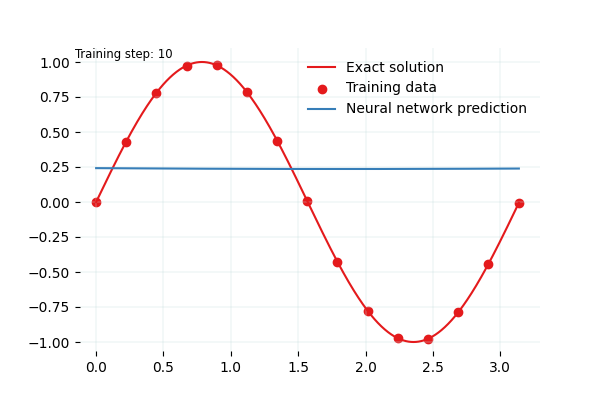 Training step: 10
Exact solution
Training data
Neural network prediction
1.00
0.75
0.50
0.25
0.00
−0.25
−0.50
−0.75
−1.00
0.0 0.5 1.0 1.5 2.0 2.5 3.0